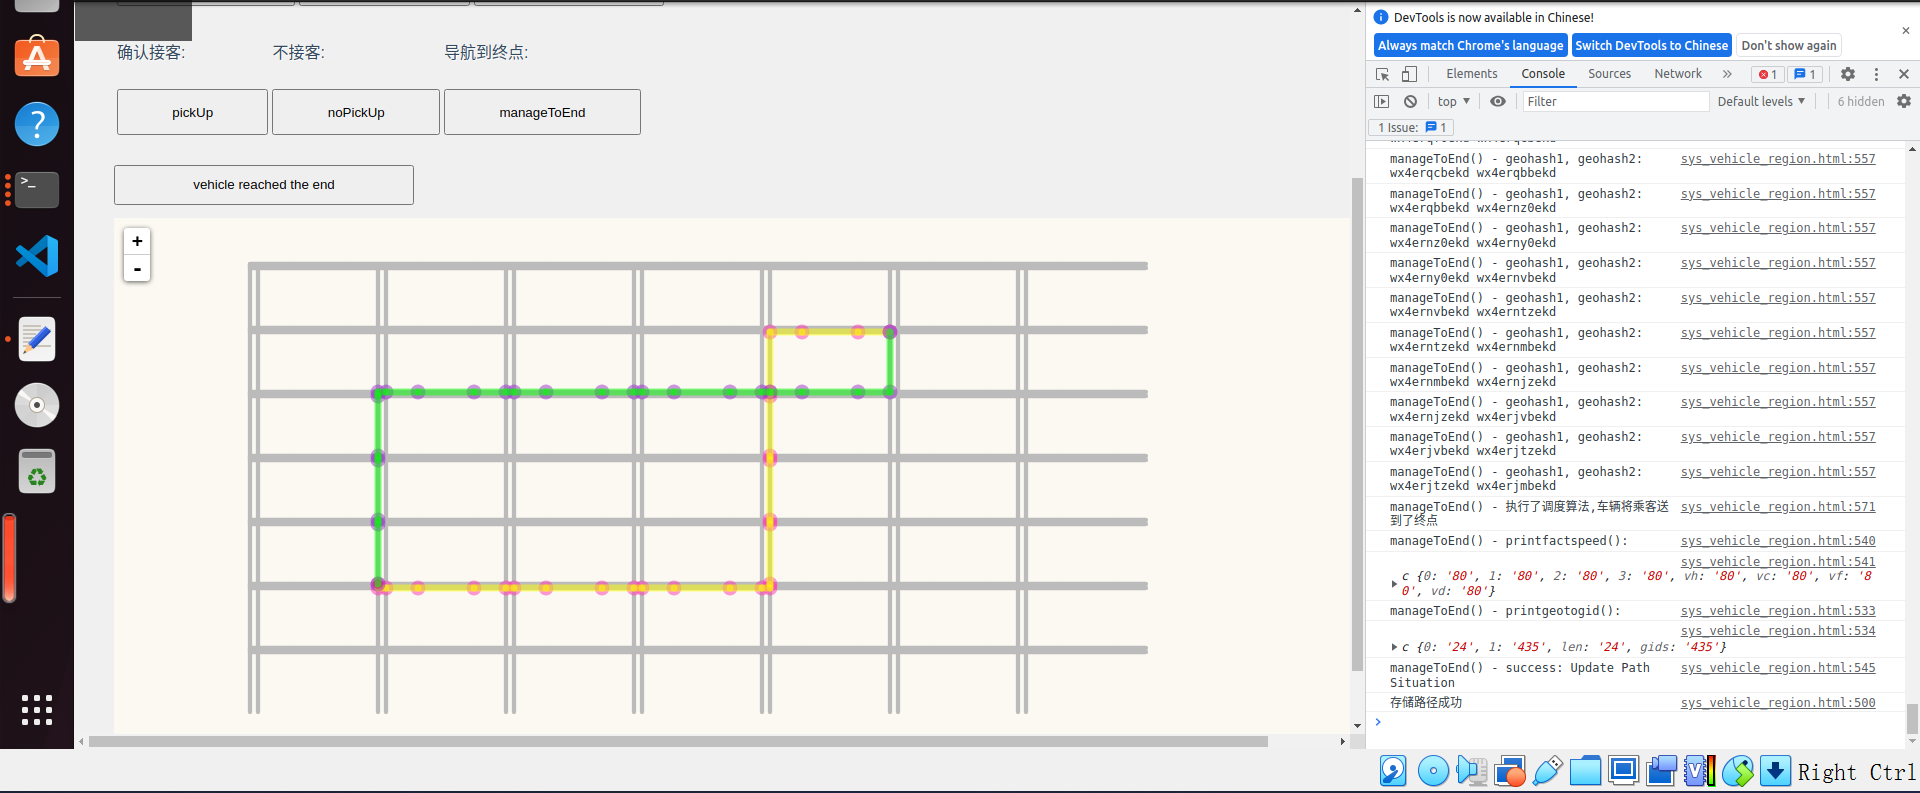 确认接客:
不接客:
导航到终点:
pickUp
noPickUp
manageToEnd
vehicle reached the end
+
-
DevTools is now available in Chinese!
Always match Chrome's language
Switch DevTools to Chinese
Don't show again
Elements
Console
Sources
Network
1
1
top
Filter
Default levels
6 hidden
1 Issue:
1
manageToEnd() - geohash1, geohash2: sys_vehicle_region.html:557
wx4erqcbekd wx4erqbbekd
manageToEnd() - geohash1, geohash2: sys_vehicle_region.html:557
wx4erqbbekd wx4ernz0ekd
manageToEnd() - geohash1, geohash2: sys_vehicle_region.html:557
wx4ernz0ekd wx4erny0ekd
manageToEnd() - geohash1, geohash2: sys_vehicle_region.html:557
wx4erny0ekd wx4ernvbekd
manageToEnd() - geohash1, geohash2: sys_vehicle_region.html:557
wx4ernvbekd wx4erntzekd
manageToEnd() - geohash1, geohash2: sys_vehicle_region.html:557
wx4erntzekd wx4ernmbekd
manageToEnd() - geohash1, geohash2: sys_vehicle_region.html:557
wx4ernmbekd wx4ernjzekd
manageToEnd() - geohash1, geohash2: sys_vehicle_region.html:557
wx4ernjzekd wx4erjvbekd
manageToEnd() - geohash1, geohash2: sys_vehicle_region.html:557
wx4erjvbekd wx4erjtzekd
manageToEnd() - geohash1, geohash2: sys_vehicle_region.html:557
wx4erjtzekd wx4erjmbekd
manageToEnd() - 执行了调度算法,车辆将乘客送 sys_vehicle_region.html:571
到了终点
manageToEnd() - printfactspeed(): sys_vehicle_region.html:540
sys_vehicle_region.html:541
c {0: '80', 1: '80', 2: '80', 3: '80', vh: '80', vc: '80', vf: '8
0', vd: '80'}
manageToEnd() - printgeotogid(): sys_vehicle_region.html:533
sys_vehicle_region.html:534
c {0: '24', 1: '435', len: '24', gids: '435'}
manageToEnd() - success: Update Path sys_vehicle_region.html:545
Situation
存储路径成功 sys_vehicle_region.html:500
Right Ctrl